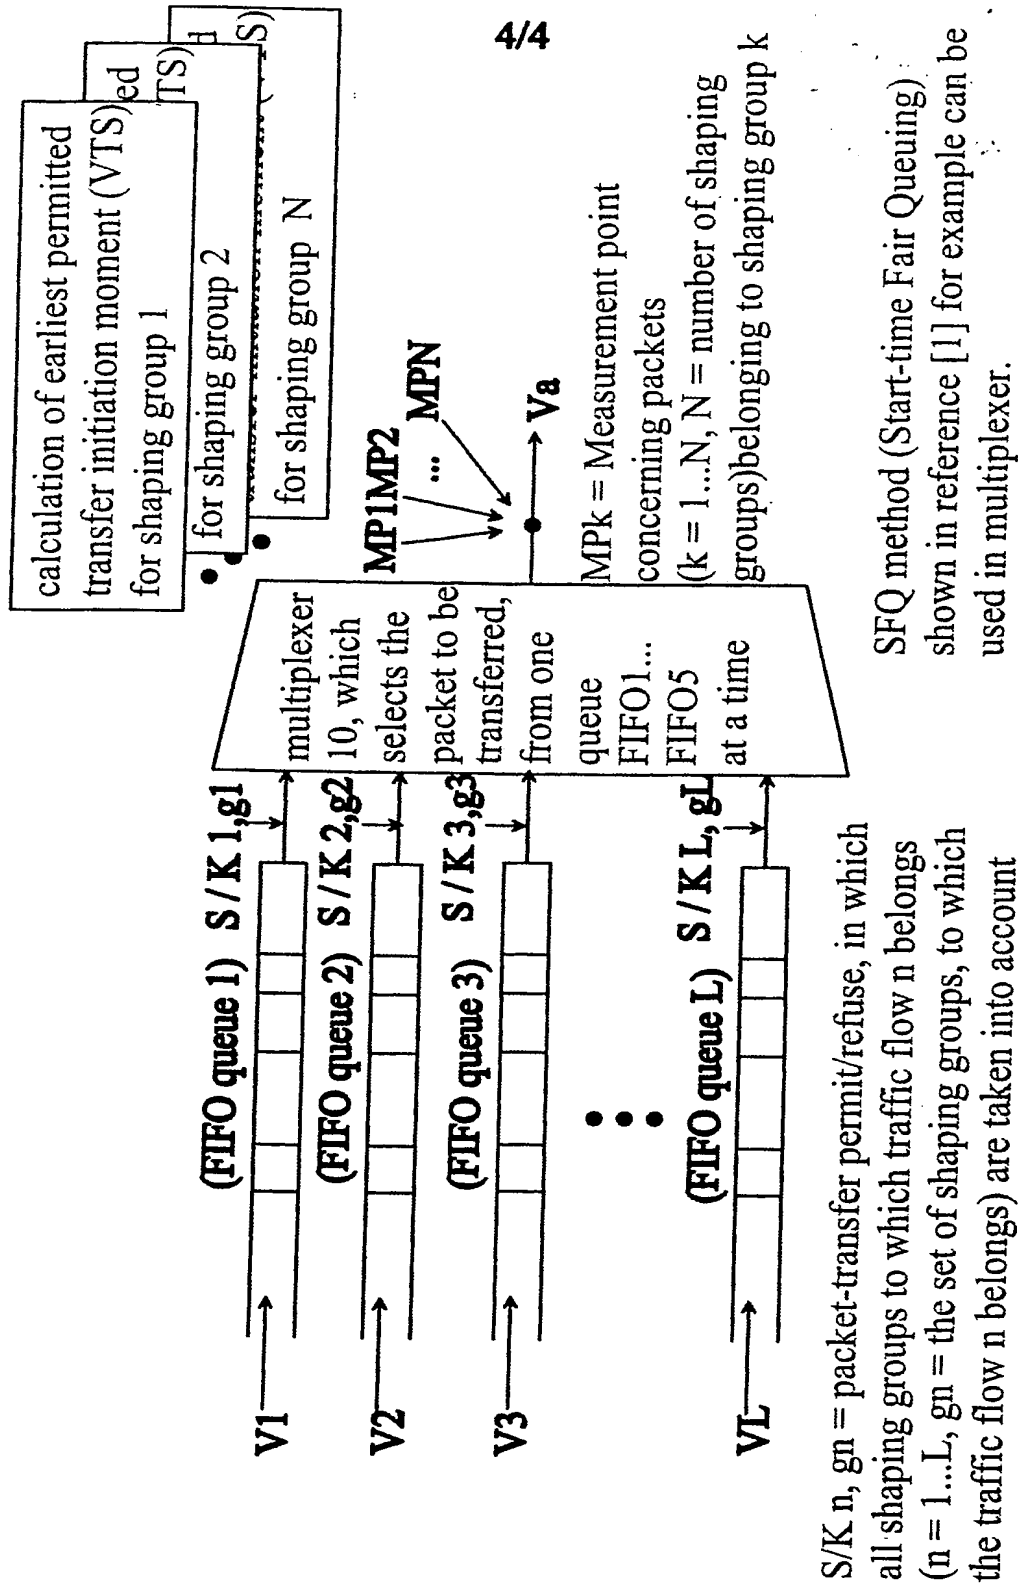 4/4
calculation of earliest permitted
transfer initiation moment (VTS)
for shaping group 1
ed
TS)
for shaping group 2
d
S)
for shaping group N
(FIFO queue 1) S / K 1,g1
V1
(FIFO queue 2) S / K 2,g2
V2
(FIFO queue 3) S / K 3,g3
V3
(FIFO queue L) S / K L, gL
VL
multiplexer
10, which
selects the
packet to be
transferred,
from one
queue
FIFO1...
FIFO5
at a time
MP1MP2
...
MPN
Va
MPk = Measurement point
concerning packets
(k = 1...N, N = number of shaping
groups)belonging to shaping group k
S/K n, gn = packet-transfer permit/refuse, in which
all shaping groups to which traffic flow n belongs
(n = 1...L, gn = the set of shaping groups, to which
the traffic flow n belongs) are taken into account
SFQ method (Start-time Fair Queuing)
shown in reference [1] for example can be
used in multiplexer.